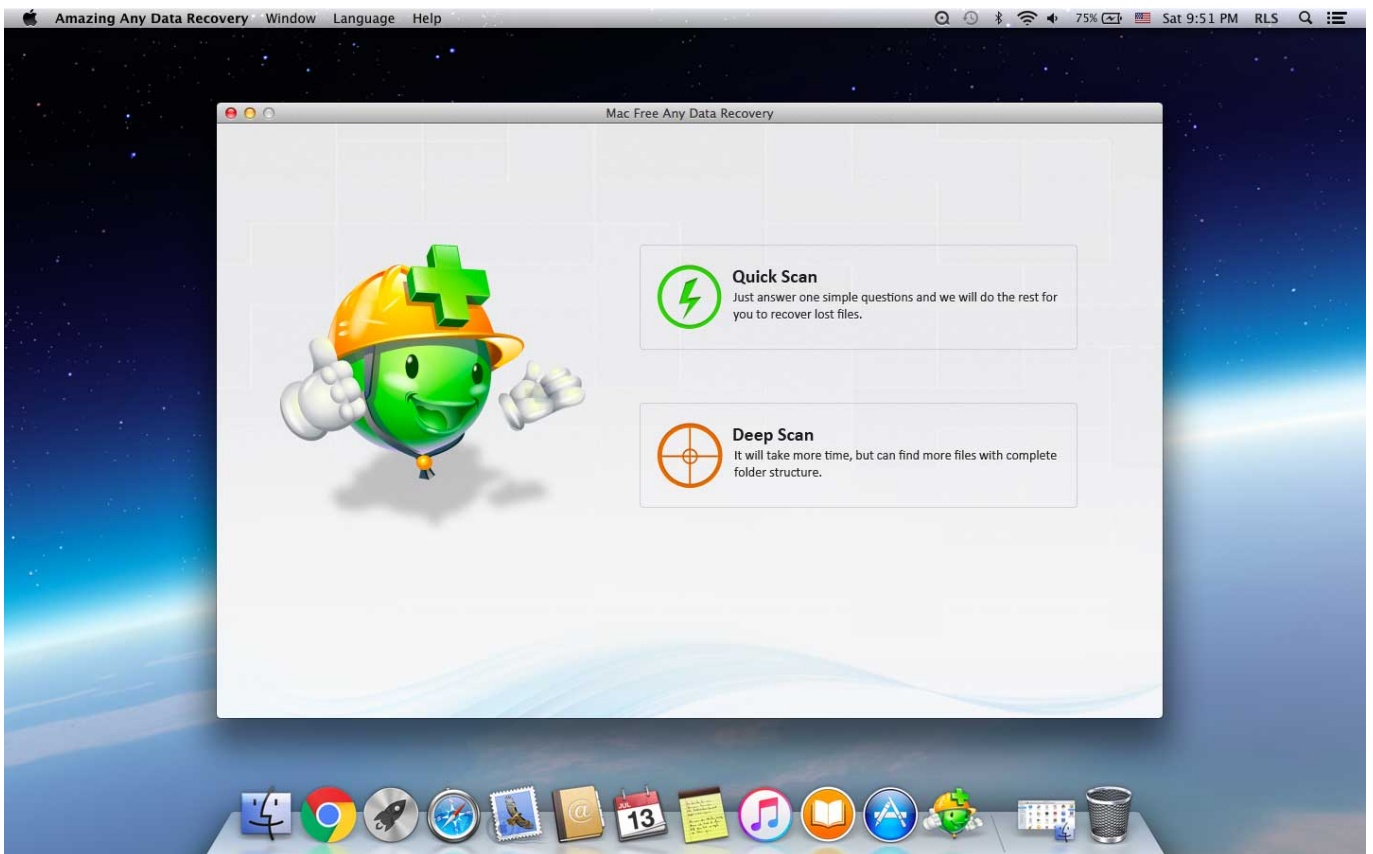 Amazing Any Data Recovery Window Language Help 75% Sat 9:51 PM RLS
Mac Free Any Data Recovery
Quick Scan
Just answer one simple questions and we will do the rest for
you to recover lost files.
Deep Scan
It will take more time, but can find more files with complete
folder structure.
@
JUL
13